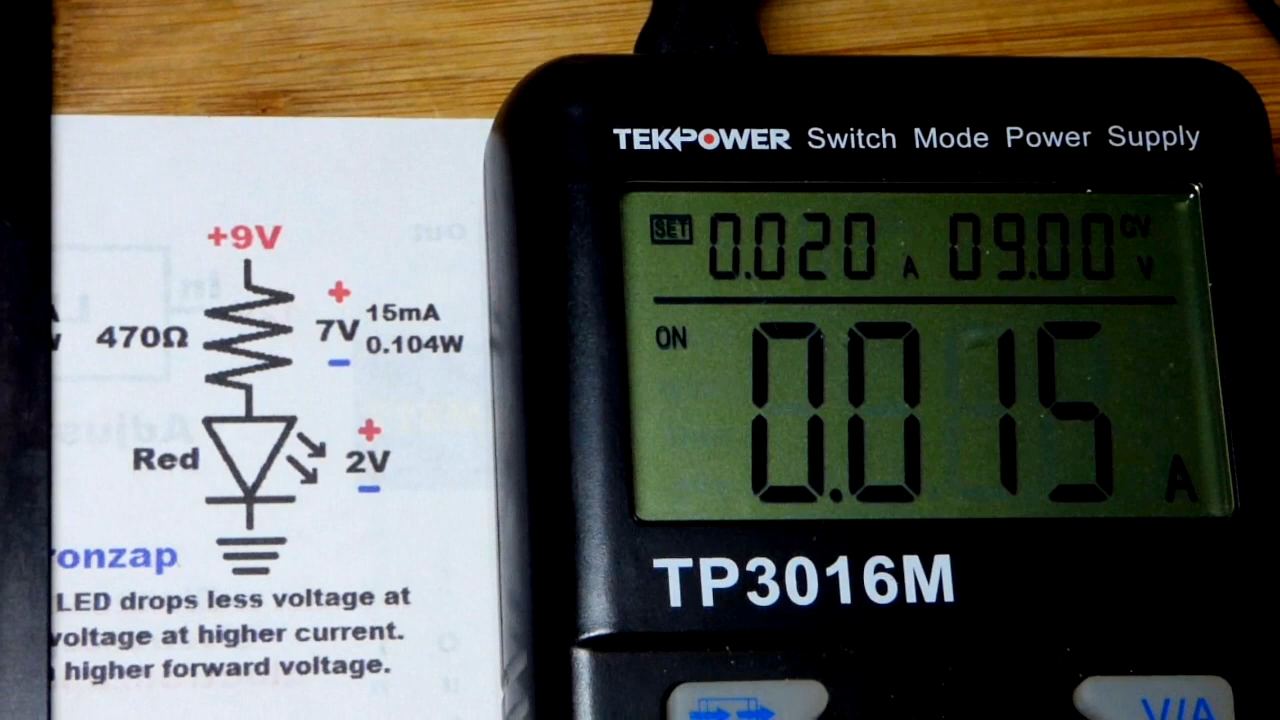 +9V
+
470Ω
7V
15mA
0.104W
−
+
Red
2V
−
onzap
LED drops less voltage at
voltage at higher current.
higher forward voltage.
TEKPOWER Switch Mode Power Supply
SET 0.020 A 09.00 CV V
ON
0.015 A
TP3016M
V/A